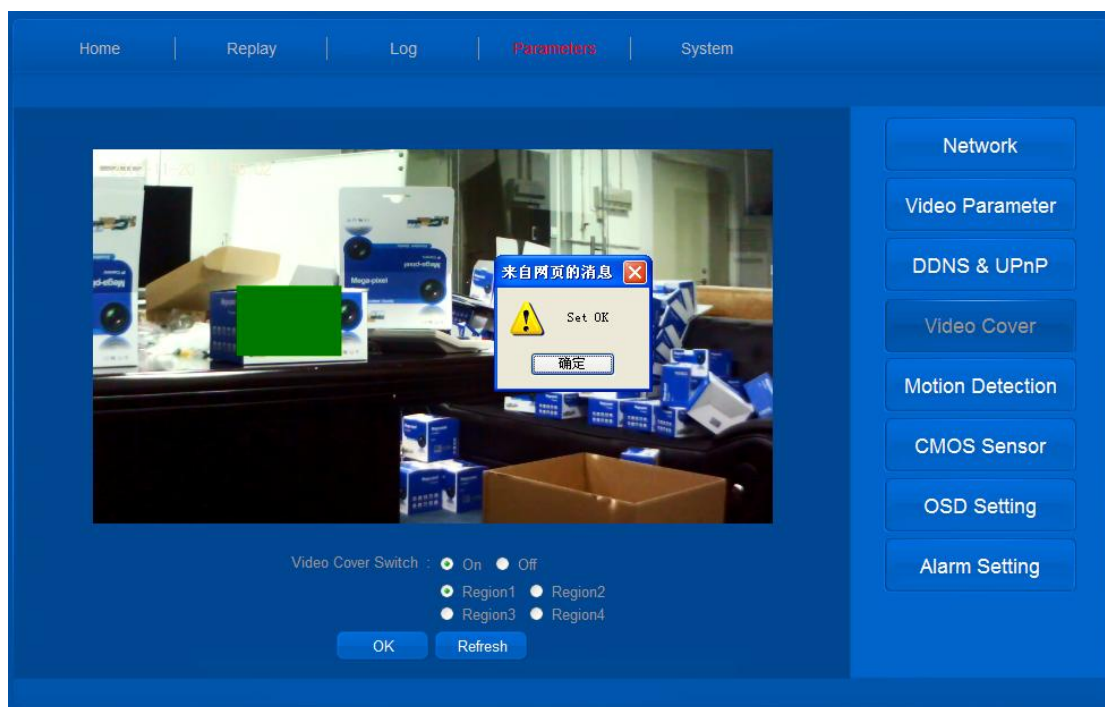 Home Replay Log Parameters System
Network
Video Parameter
DDNS & UPnP
Video Cover
Motion Detection
CMOS Sensor
OSD Setting
Alarm Setting
Mega-pixel
来自网页的消息
Set OK
确定
Video Cover Switch : On Off
Region1 Region2
Region3 Region4
OK Refresh